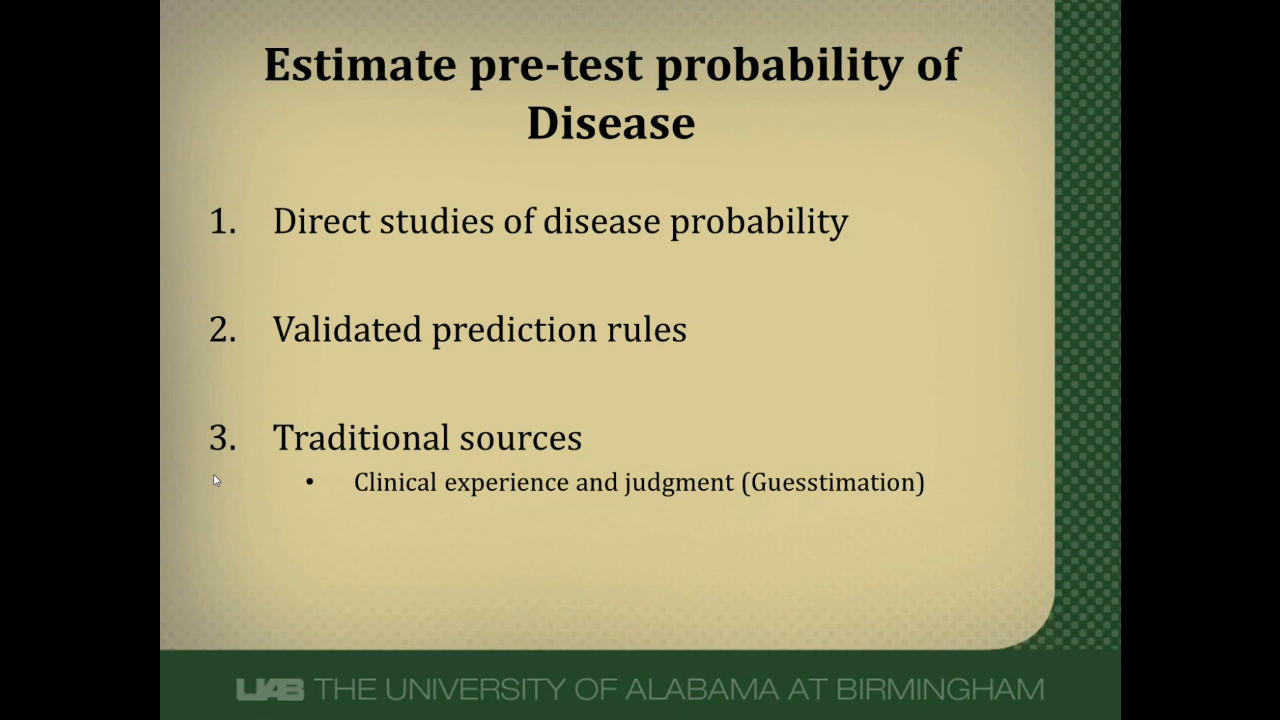 Estimate pre-test probability of
Disease
1. Direct studies of disease probability
2. Validated prediction rules
3. Traditional sources
• Clinical experience and judgment (Guesstimation)
UAB THE UNIVERSITY OF ALABAMA AT BIRMINGHAM